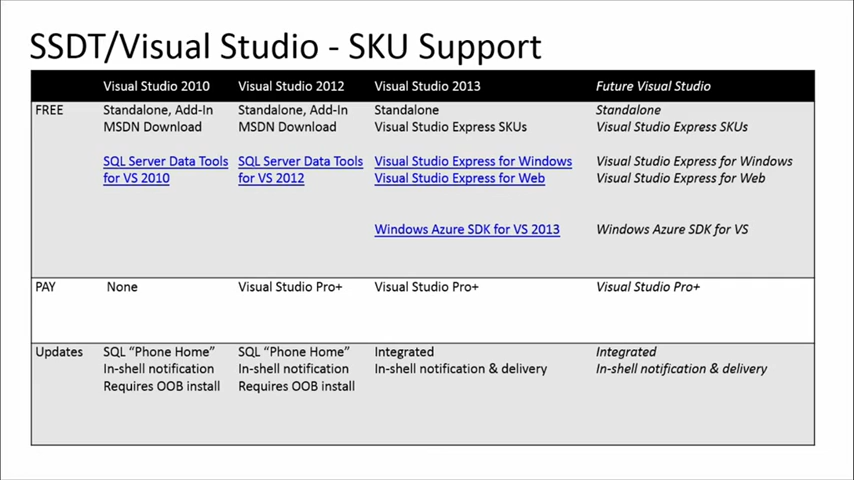 SSDT/Visual Studio - SKU Support
Visual Studio 2010 Visual Studio 2012 Visual Studio 2013 Future Visual Studio
FREE Standalone, Add-In Standalone, Add-In Standalone Standalone
MSDN Download MSDN Download Visual Studio Express SKUs Visual Studio Express SKUs
SQL Server Data Tools SQL Server Data Tools Visual Studio Express for Windows Visual Studio Express for Windows
for VS 2010 for VS 2012 Visual Studio Express for Web Visual Studio Express for Web
Windows Azure SDK for VS 2013 Windows Azure SDK for VS
PAY None Visual Studio Pro+ Visual Studio Pro+ Visual Studio Pro+
Updates SQL “Phone Home” SQL “Phone Home” Integrated Integrated
In-shell notification In-shell notification In-shell notification & delivery In-shell notification & delivery
Requires OOB install Requires OOB install